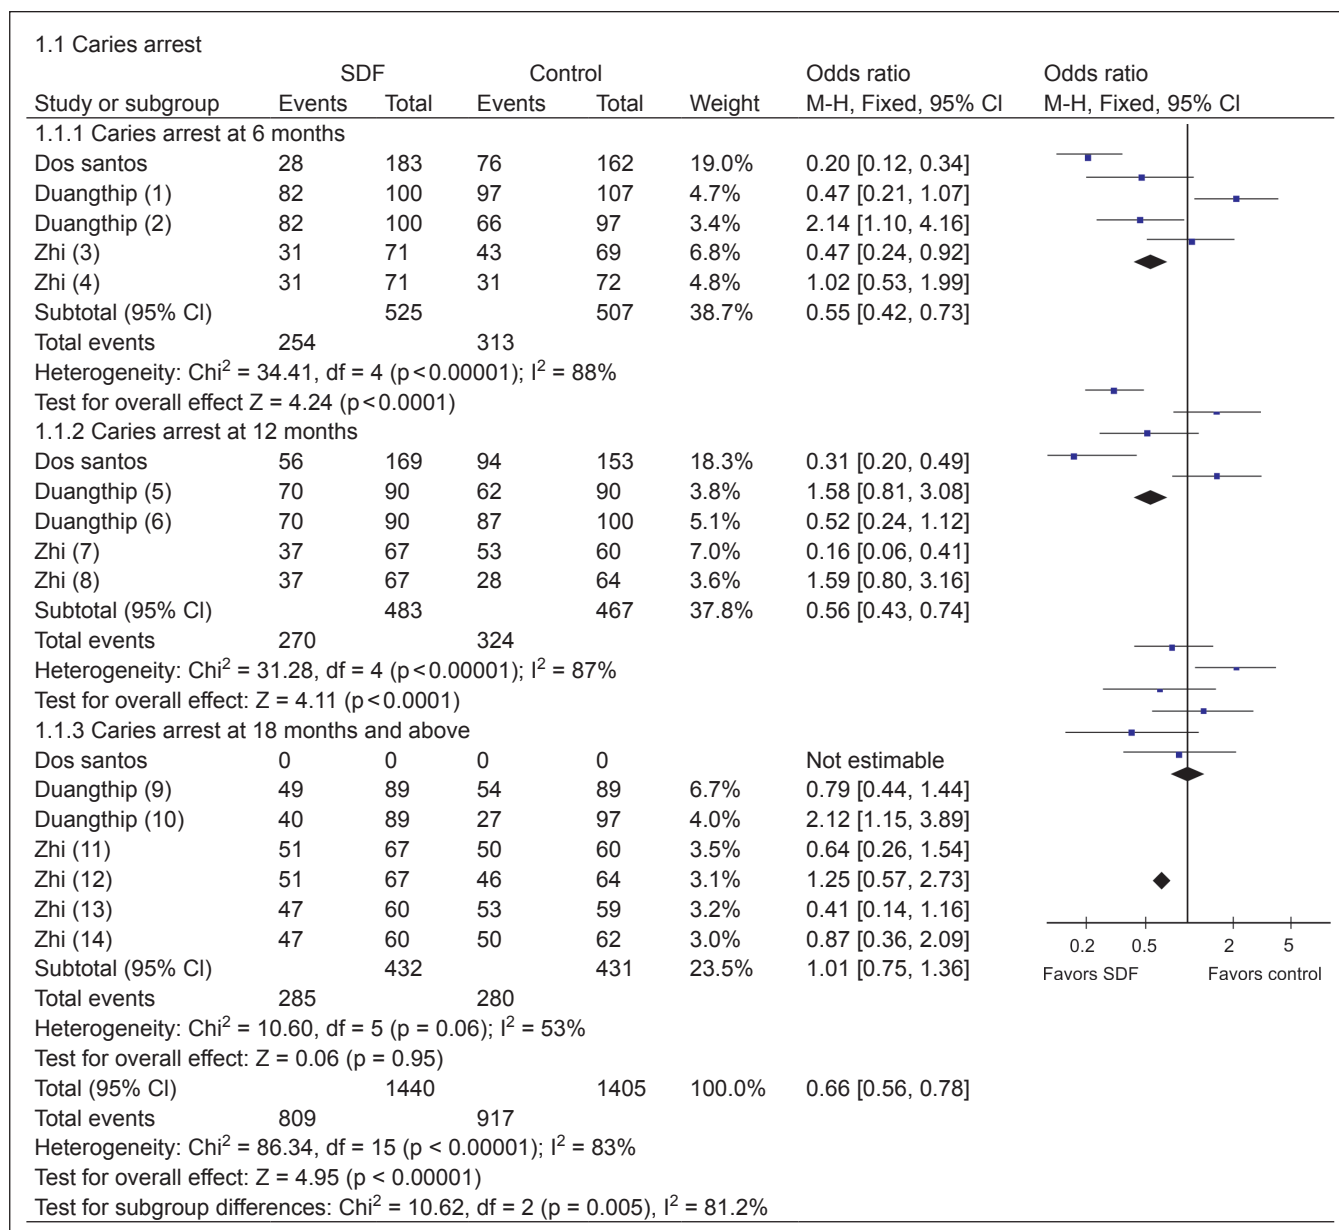 1.1 Caries arrest
SDF Control Odds ratio Odds ratio
Study or subgroup Events Total Events Total Weight M-H, Fixed, 95% CI M-H, Fixed, 95% CI
1.1.1 Caries arrest at 6 months
Dos santos 28 183 76 162 19.0% 0.20 [0.12, 0.34]
Duangthip (1) 82 100 97 107 4.7% 0.47 [0.21, 1.07]
Duangthip (2) 82 100 66 97 3.4% 2.14 [1.10, 4.16]
Zhi (3) 31 71 43 69 6.8% 0.47 [0.24, 0.92]
Zhi (4) 31 71 31 72 4.8% 1.02 [0.53, 1.99]
Subtotal (95% CI) 525 507 38.7% 0.55 [0.42, 0.73]
Total events 254 313
Heterogeneity: Chi² = 34.41, df = 4 (p<0.00001); I² = 88%
Test for overall effect Z = 4.24 (p<0.0001)
1.1.2 Caries arrest at 12 months
Dos santos 56 169 94 153 18.3% 0.31 [0.20, 0.49]
Duangthip (5) 70 90 62 90 3.8% 1.58 [0.81, 3.08]
Duangthip (6) 70 90 87 100 5.1% 0.52 [0.24, 1.12]
Zhi (7) 37 67 53 60 7.0% 0.16 [0.06, 0.41]
Zhi (8) 37 67 28 64 3.6% 1.59 [0.80, 3.16]
Subtotal (95% CI) 483 467 37.8% 0.56 [0.43, 0.74]
Total events 270 324
Heterogeneity: Chi² = 31.28, df = 4 (p<0.00001); I² = 87%
Test for overall effect: Z = 4.11 (p<0.0001)
1.1.3 Caries arrest at 18 months and above
Dos santos 0 0 0 0 Not estimable
Duangthip (9) 49 89 54 89 6.7% 0.79 [0.44, 1.44]
Duangthip (10) 40 89 27 97 4.0% 2.12 [1.15, 3.89]
Zhi (11) 51 67 50 60 3.5% 0.64 [0.26, 1.54]
Zhi (12) 51 67 46 64 3.1% 1.25 [0.57, 2.73]
Zhi (13) 47 60 53 59 3.2% 0.41 [0.14, 1.16]
Zhi (14) 47 60 50 62 3.0% 0.87 [0.36, 2.09]
0.2 0.5 2 5
Subtotal (95% CI) 432 431 23.5% 1.01 [0.75, 1.36]
Favors SDF Favors control
Total events 285 280
Heterogeneity: Chi² = 10.60, df = 5 (p = 0.06); I² = 53%
Test for overall effect: Z = 0.06 (p = 0.95)
Total (95% CI) 1440 1405 100.0% 0.66 [0.56, 0.78]
Total events 809 917
Heterogeneity: Chi² = 86.34, df = 15 (p < 0.00001); I² = 83%
Test for overall effect: Z = 4.95 (p < 0.00001)
Test for subgroup differences: Chi² = 10.62, df = 2 (p = 0.005), I² = 81.2%